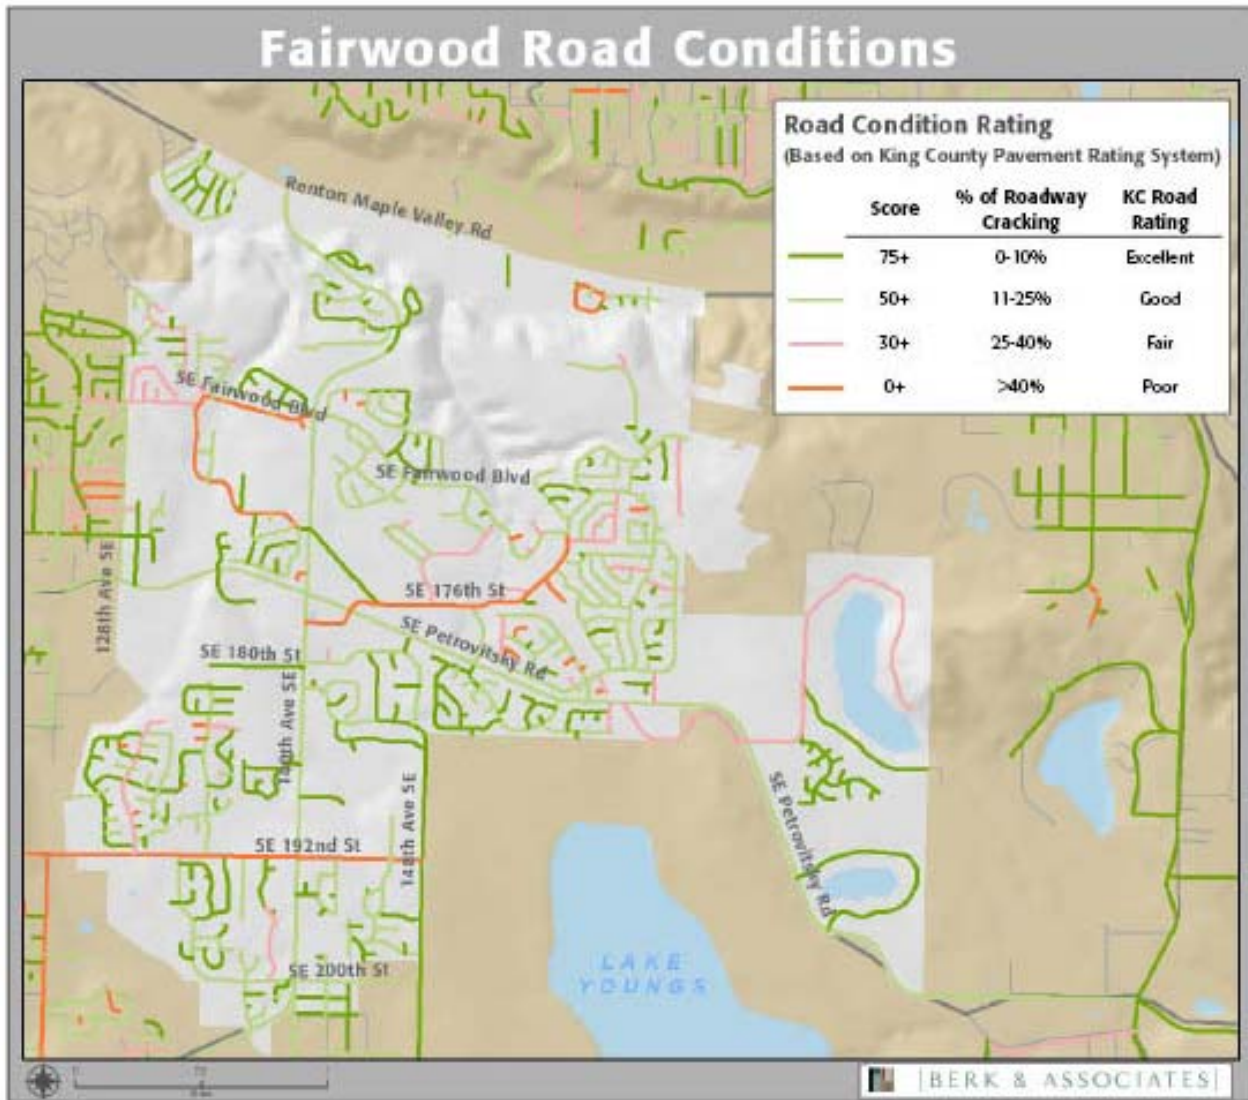 Fairwood Road Conditions
Road Condition Rating
(Based on King County Pavement Rating System)
Score % of Roadway Cracking KC Road Rating
75+ 0-10% Excellent
50+ 11-25% Good
30+ 25-40% Fair
0+ >40% Poor
Renton Maple Valley Rd
SE Fairwood Blvd
SE Fairwood Blvd
128th Ave SE
SE 176th St
SE Petrovitsky Rd
SE 180th St
140th Ave SE
148th Ave SE
SE Petrovitsky Rd
SE 192nd St
SE 200th St
LAKE
YOUNGS
BERK & ASSOCIATES